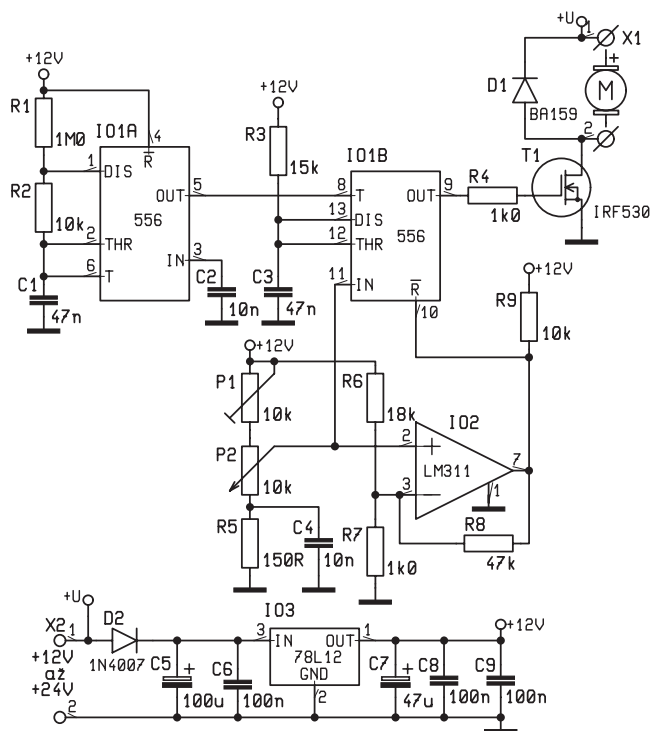 +U
1
X1
+
M
D1
BA159
2
T1
IRF530
+12V
R1
1M0
R2
10k
C1
47n
IO1A
4
R
1
DIS
2
THR
6
T
5
OUT
556
3
IN
C2
10n
+12V
R3
15k
C3
47n
IO1B
8
T
13
DIS
12
THR
11
IN
9
OUT
556
R
10
R4
1k0
+12V
R9
10k
+12V
P1
10k
P2
10k
R5
150R
C4
10n
R6
18k
R7
1k0
IO2
2
+
LM311
3
−
7
1
R8
47k
+U
X2
1
+12V
až
+24V
2
D2
1N4007
C5
+
100u
C6
100n
IO3
3
IN
OUT
1
78L12
GND
2
C7
+
47u
C8
100n
C9
100n
+12V